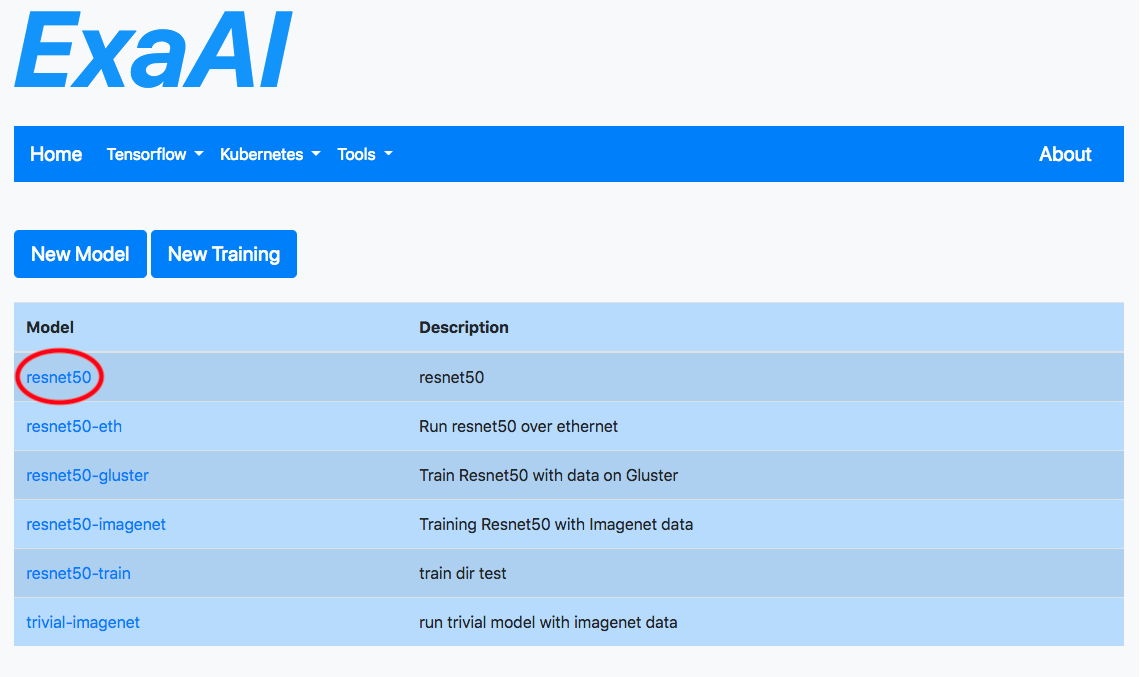 ExaAI
Home Tensorflow Kubernetes Tools About
New Model New Training
Model Description
resnet50 resnet50
resnet50-eth Run resnet50 over ethernet
resnet50-gluster Train Resnet50 with data on Gluster
resnet50-imagenet Training Resnet50 with Imagenet data
resnet50-train train dir test
trivial-imagenet run trivial model with imagenet data